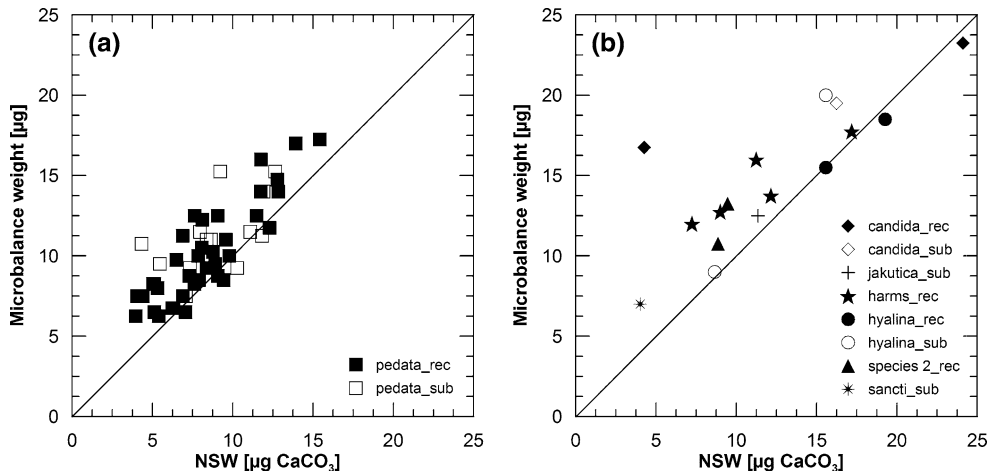 (a)
Microbalance weight [µg]
25
20
15
10
5
0
0 5 10 15 20 25
NSW [µg CaCO₃]
pedata_rec
pedata_sub
(b)
Microbalance weight [µg]
25
20
15
10
5
0
0 5 10 15 20 25
NSW [µg CaCO₃]
candida_rec
candida_sub
jakutica_sub
harms_rec
hyalina_rec
hyalina_sub
species 2_rec
sancti_sub